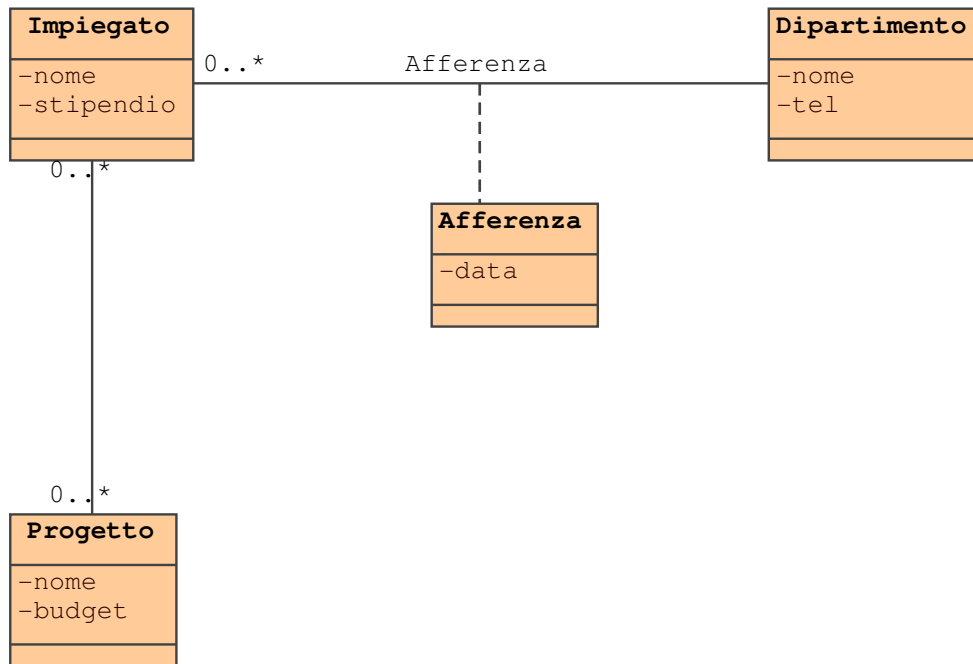 Impiegato
-nome
-stipendio
0..*
Afferenza
Dipartimento
-nome
-tel
0..*
Afferenza
-data
0..*
Progetto
-nome
-budget